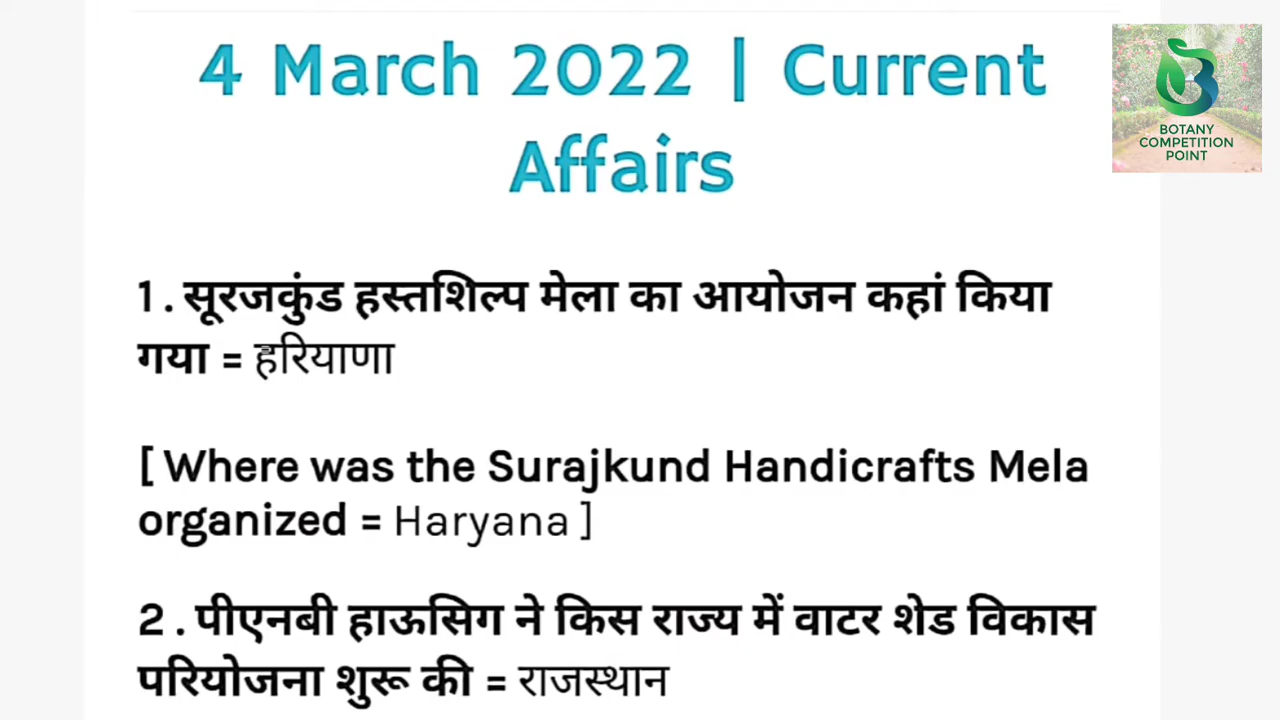 4 March 2022 | Current
Affairs
BOTANY
COMPETITION
POINT
1 . सूरजकुंड हस्तशिल्प मेला का आयोजन कहां किया
गया = हरियाणा
[ Where was the Surajkund Handicrafts Mela
organized = Haryana ]
2 . पीएनबी हाऊसिग ने किस राज्य में वाटर शेड विकास
परियोजना शुरू की = राजस्थान